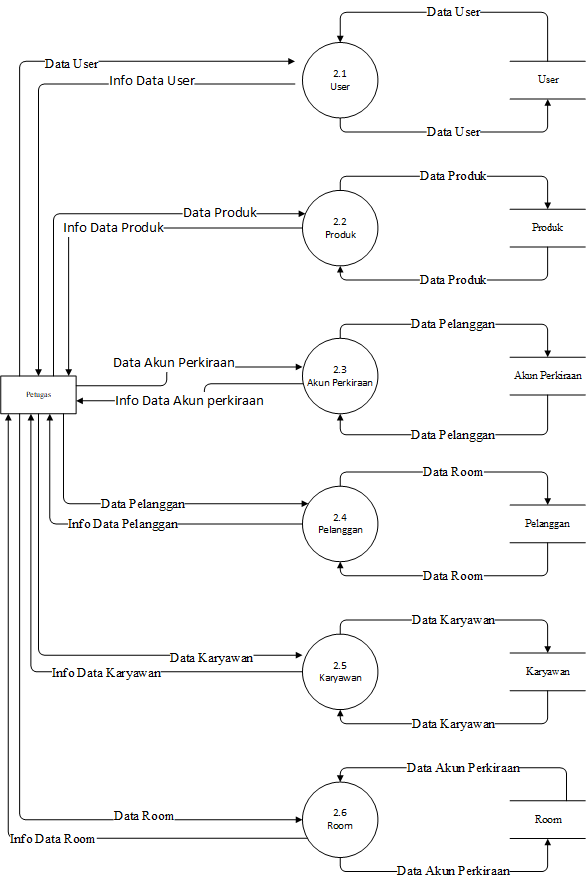 Data User
Data User
Info Data User
2.1
User
User
Data User
Data Produk
Data Produk
Info Data Produk
2.2
Produk
Produk
Data Produk
Data Pelanggan
Data Akun Perkiraan
2.3
Akun Perkiraan
Akun Perkiraan
Petugas
Info Data Akun perkiraan
Data Pelanggan
Data Room
Data Pelanggan
Info Data Pelanggan
2.4
Pelanggan
Pelanggan
Data Room
Data Karyawan
Data Karyawan
Info Data Karyawan
2.5
Karyawan
Karyawan
Data Karyawan
Data Akun Perkiraan
Data Room
Info Data Room
2.6
Room
Room
Data Akun Perkiraan